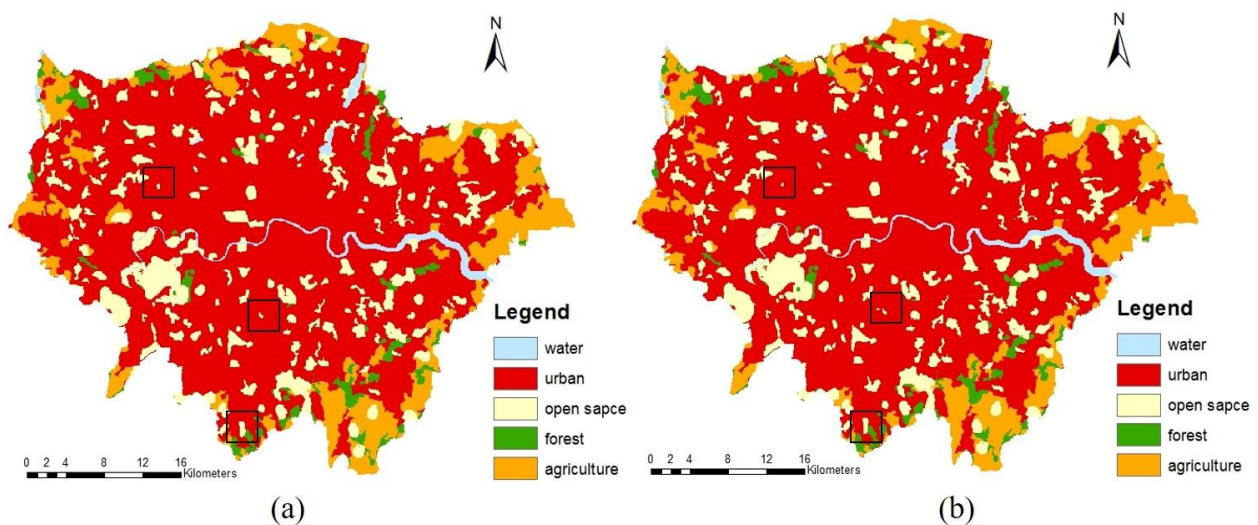 N
Legend
water
urban
open sapce
forest
agriculture
0 2 4 8 12 16
Kilometers
(a)
N
Legend
water
urban
open sapce
forest
agriculture
0 2 4 8 12 16
Kilometers
(b)